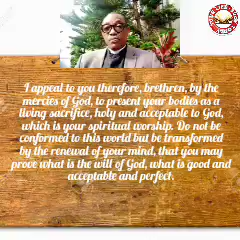 I appeal to you therefore, brethren, by the
mercies of God, to present your bodies as a
living sacrifice, holy and acceptable to God,
which is your spiritual worship. Do not be
conformed to this world but be transformed
by the renewal of your mind, that you may
prove what is the will of God, what is good and
acceptable and perfect.